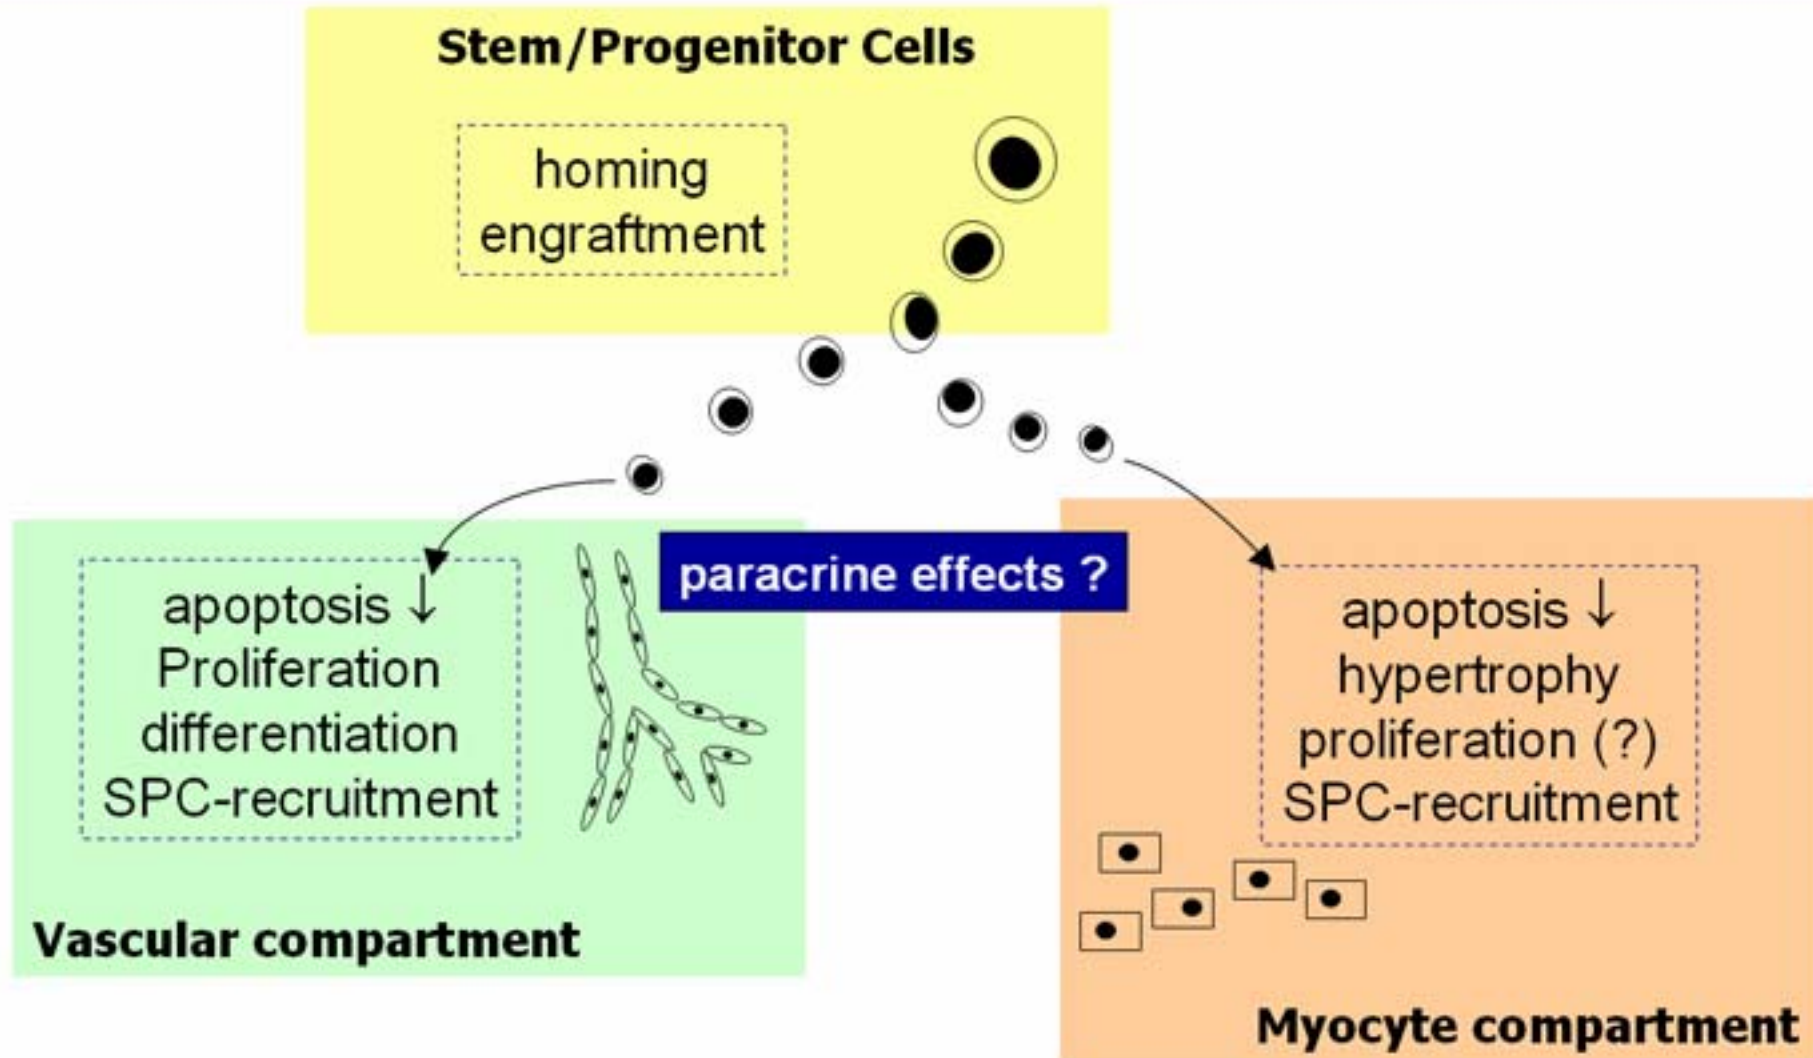 Stem/Progenitor Cells
homing
engraftment
paracrine effects ?
apoptosis ↓
Proliferation
differentiation
SPC-recruitment
Vascular compartment
apoptosis ↓
hypertrophy
proliferation (?)
SPC-recruitment
Myocyte compartment